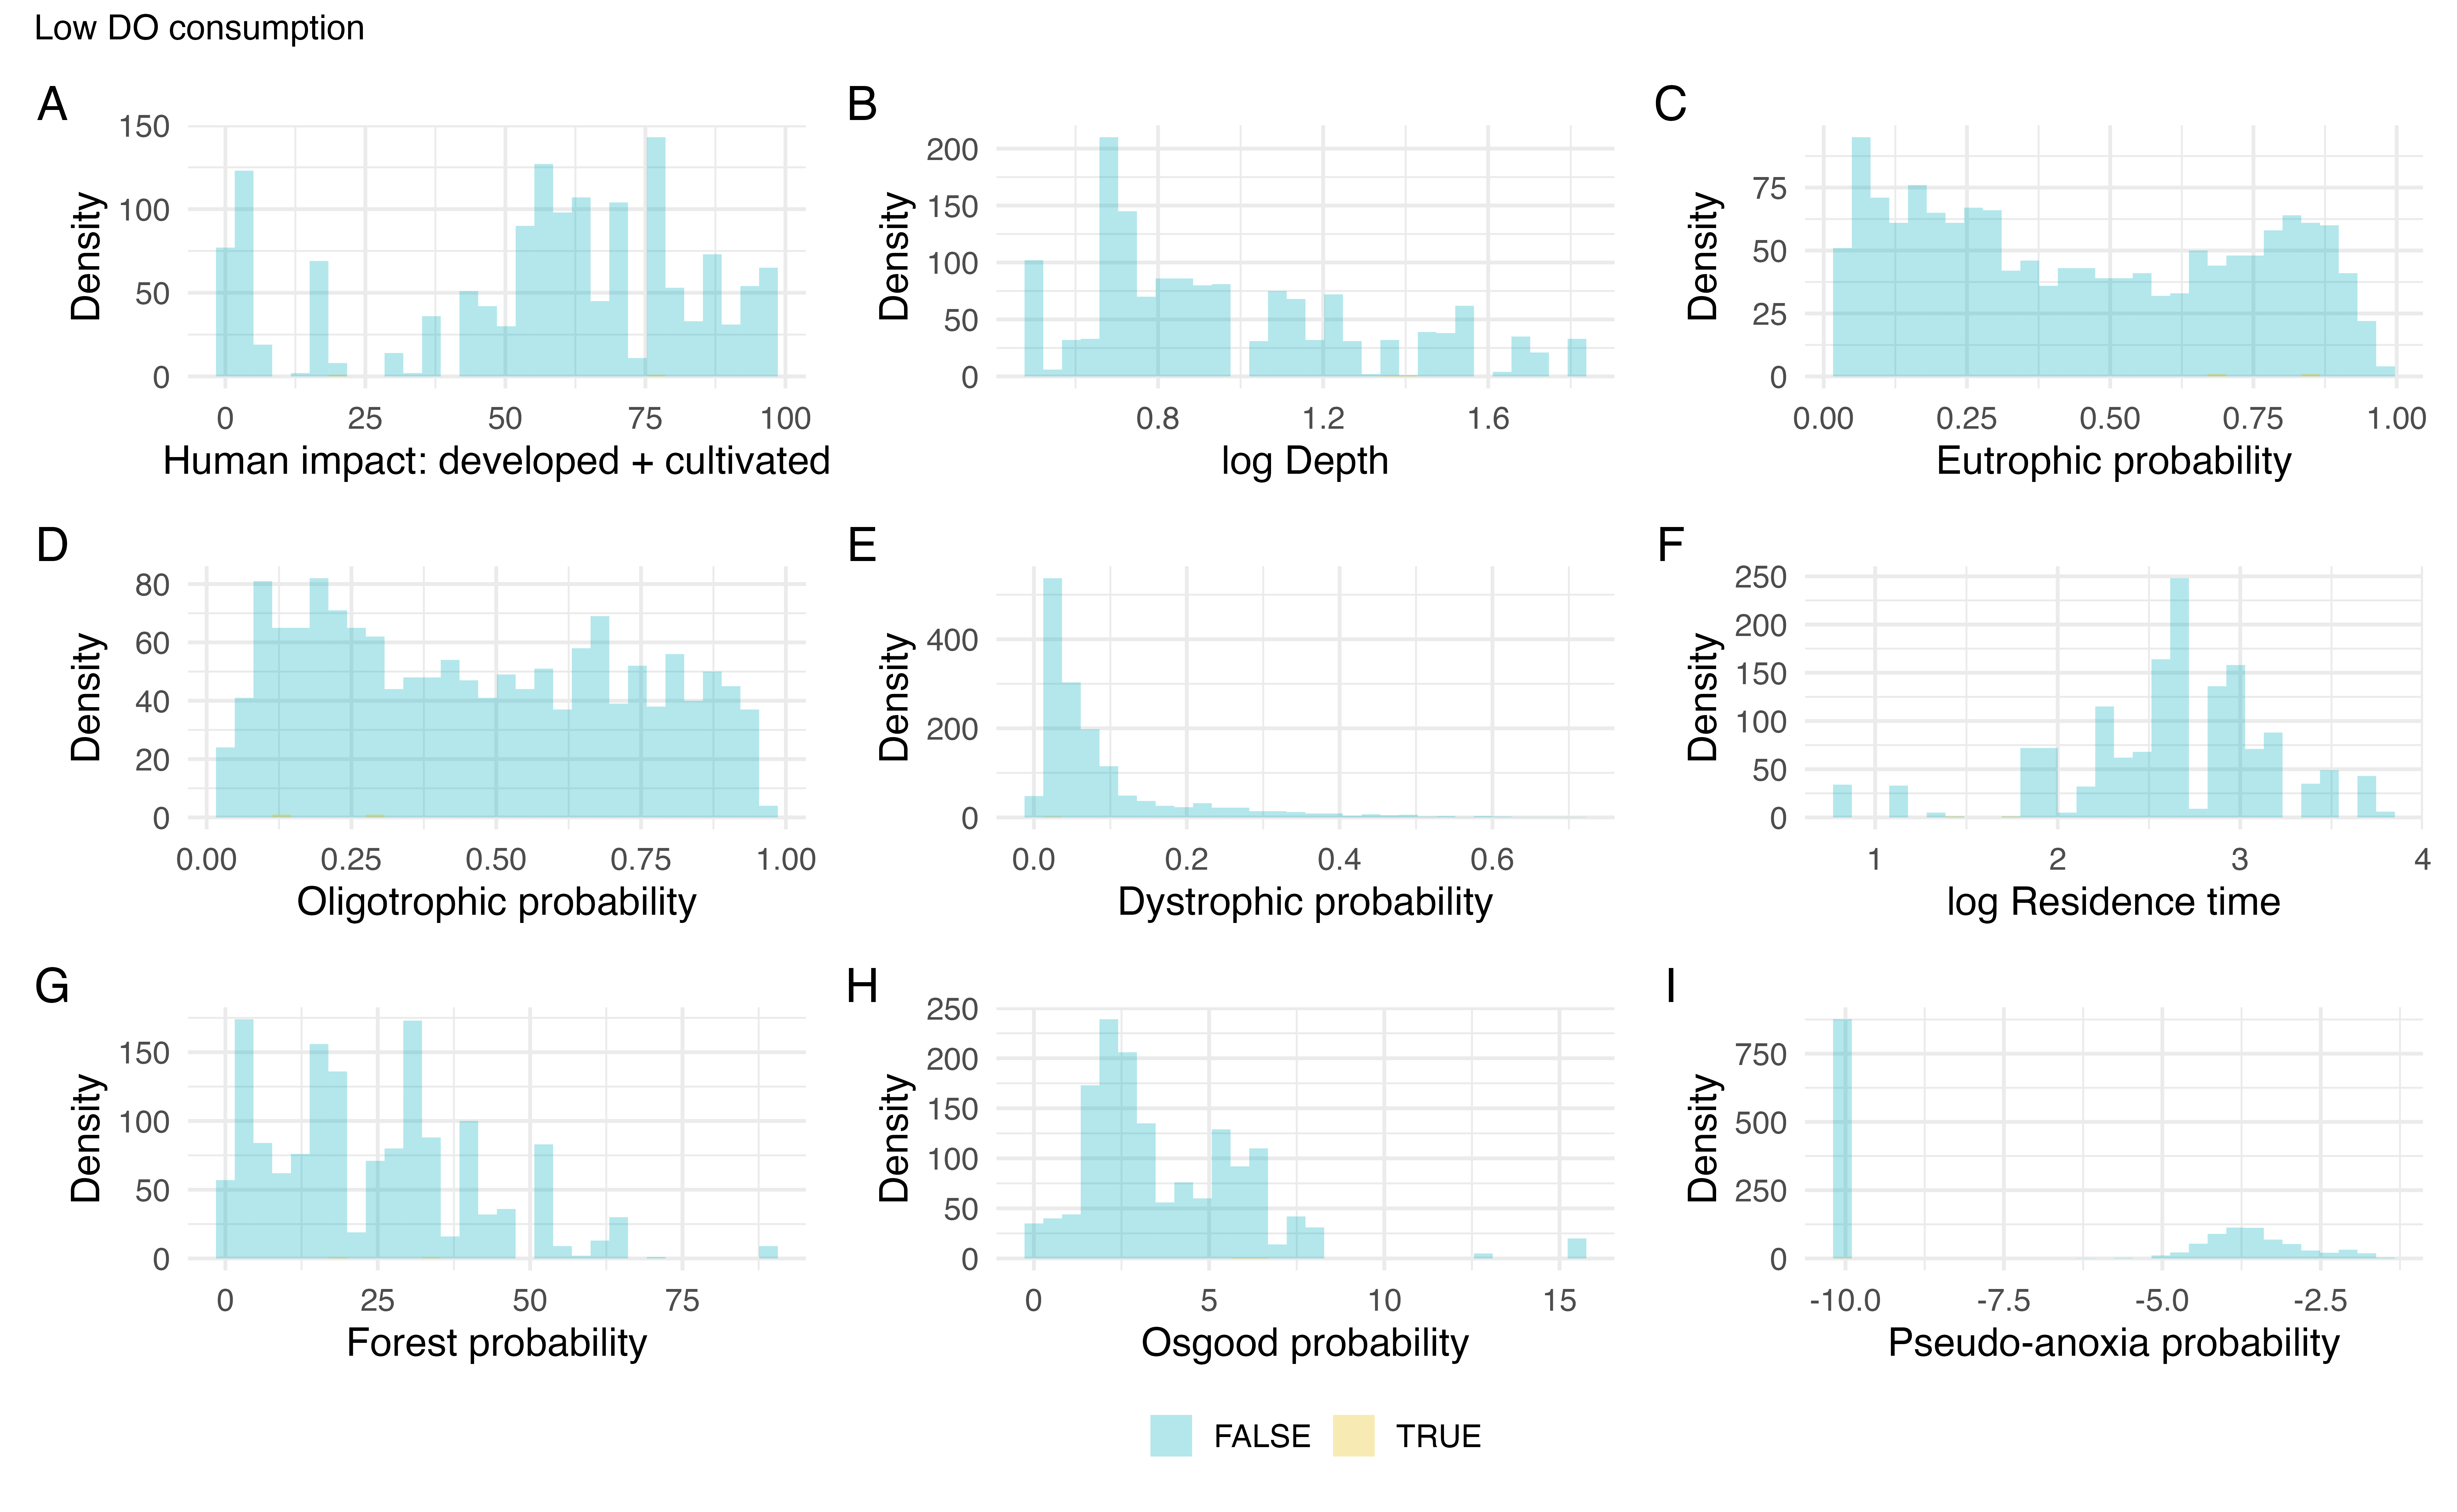 Low DO consumption
A
B
C
Density
150
100
50
0
0 25 50 75 100
Human impact: developed + cultivated
Density
200
150
100
50
0
0.8 1.2 1.6
log Depth
Density
75
50
25
0
0.00 0.25 0.50 0.75 1.00
Eutrophic probability
D
E
F
Density
80
60
40
20
0
0.00 0.25 0.50 0.75 1.00
Oligotrophic probability
Density
400
200
0
0.0 0.2 0.4 0.6
Dystrophic probability
Density
250
200
150
100
50
0
1 2 3 4
log Residence time
G
H
I
Density
150
100
50
0
0 25 50 75
Forest probability
Density
250
200
150
100
50
0
0 5 10 15
Osgood probability
Density
750
500
250
0
-10.0 -7.5 -5.0 -2.5
Pseudo-anoxia probability
FALSE TRUE